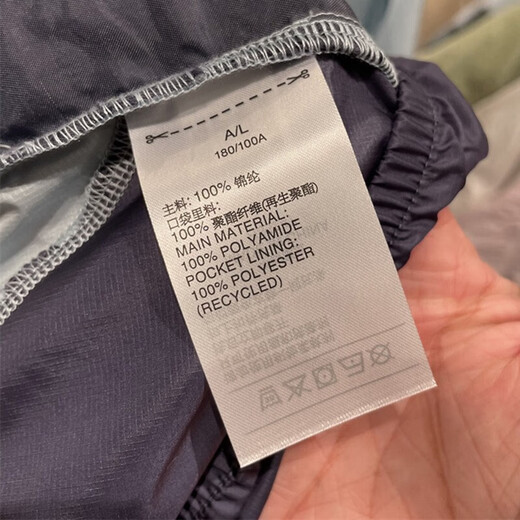 A/L
180/100A
主料: 100% 锦纶
口袋里料:
100% 聚酯纤维(再生聚酯)
MAIN MATERIAL:
100% POLYAMIDE
POCKET LINING:
100% POLYESTER
(RECYCLED)